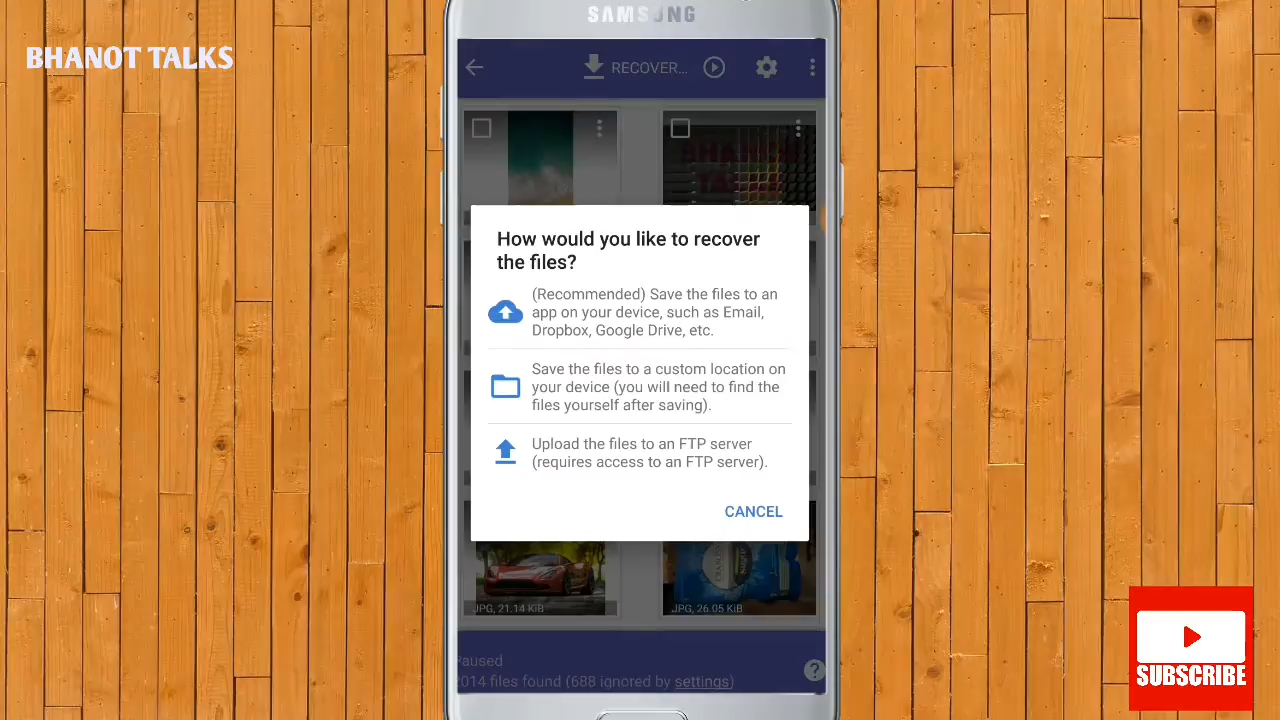 SAMSUNG
BHANOT TALKS
RECOVER...
How would you like to recover
the files?
(Recommended) Save the files to an
app on your device, such as Email,
Dropbox, Google Drive, etc.
Save the files to a custom location on
your device (you will need to find the
files yourself after saving).
Upload the files to an FTP server
(requires access to an FTP server).
CANCEL
JPG, 21.14 KiB
JPG, 26.05 KiB
Paused
2014 files found (688 ignored by settings)
?
SUBSCRIBE